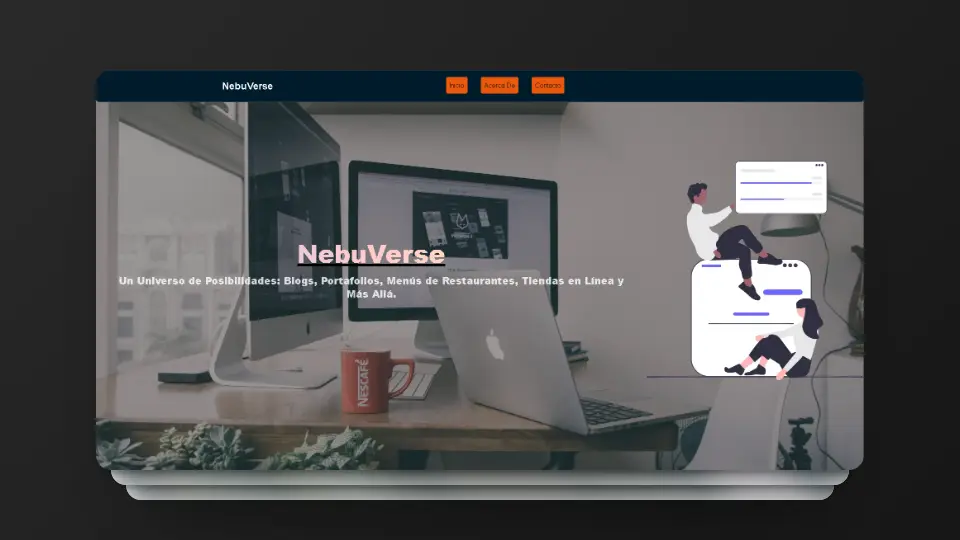 NebuVerse
Inicio Acerca De Contacto
NebuVerse
Un Universo de Posibilidades: Blogs, Portafolios, Menús de Restaurantes, Tiendas en Línea y
Más Allá.
NESCAFÉ